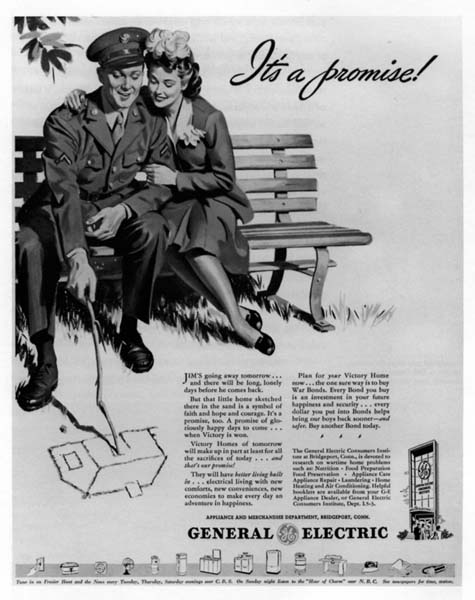 It's a promise!
JIM'S going away tomorrow...
and there will be long, lonely
days before he comes back.
But that little home sketched
there in the sand is a symbol of
faith and hope and courage. It's a
promise, too. A promise of glo-
riously happy days to come...
when Victory is won.
Victory Homes of tomorrow
will make up in part at least for all
the sacrifices of today... and
that's our promise!
They will have better living built
in... electrical living with new
comforts, new conveniences, new
economies to make every day an
adventure in happiness.
Plan for your Victory Home
now... the one sure way is to buy
War Bonds. Every Bond you buy
is an investment in your future
happiness and security... every
dollar you put into Bonds helps
bring our boys back sooner—and
safer. Buy another Bond today.
The General Electric Consumers Insti-
tute at Bridgeport, Conn., is devoted to
research on wartime home problems
such as: Nutrition · Food Preparation
Food Preservation · Appliance Care
Appliance Repair · Laundering · Home
Heating and Air Conditioning. Helpful
booklets are available from your G-E
Appliance Dealer, or General Electric
Consumers Institute, Dept.
APPLIANCE AND MERCHANDISE DEPARTMENT, BRIDGEPORT, CONN.
GENERAL GE ELECTRIC
Tune in on Frazier Hunt and the News every Tuesday, Thursday, Saturday evenings over C. B. S. On Sunday night listen to the "Hour of Charm" over N. B. C. See newspapers for time, station.